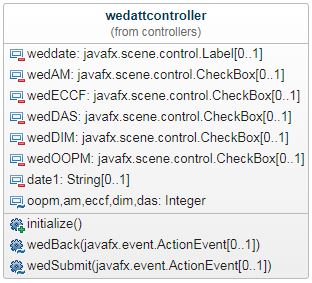 wedattcontroller
(from controllers)
weddate: javafx.scene.control.Label[0..1]
wedAM: javafx.scene.control.CheckBox[0..1]
wedECCF: javafx.scene.control.CheckBox[0..1]
wedDAS: javafx.scene.control.CheckBox[0..1]
wedDIM: javafx.scene.control.CheckBox[0..1]
wedOOPM: javafx.scene.control.CheckBox[0..1]
date1: String[0..1]
oopm,am,eccf,dim,das: Integer
initialize()
wedBack(javafx.event.ActionEvent[0..1])
wedSubmit(javafx.event.ActionEvent[0..1])